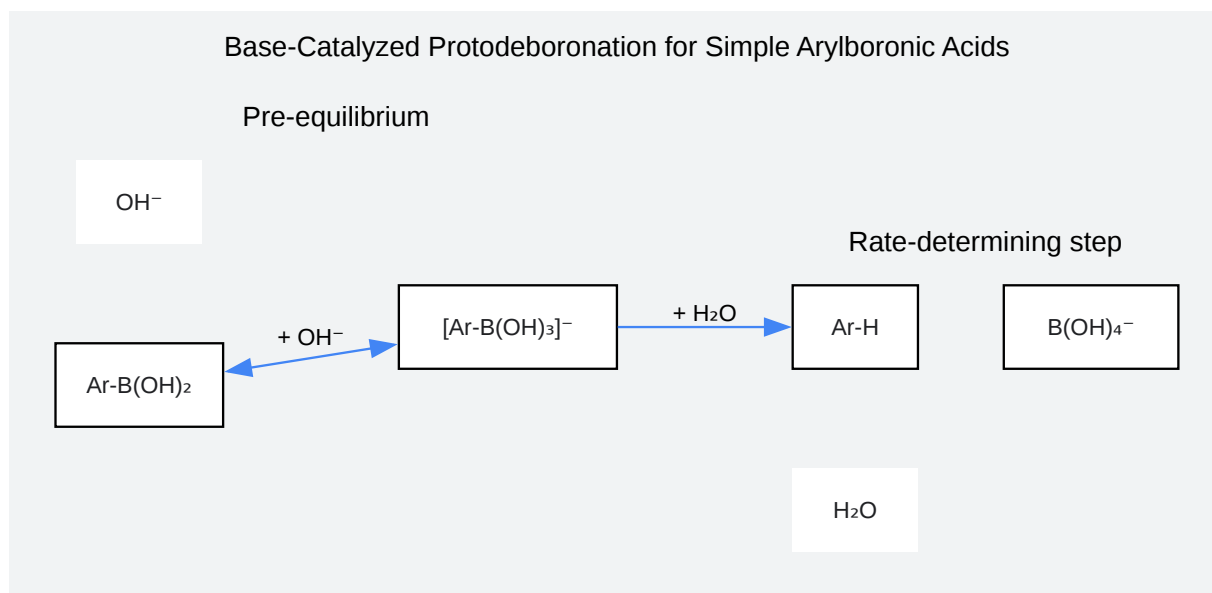 Base-Catalyzed Protodeboronation for Simple Arylboronic Acids
Pre-equilibrium
OH⁻
Rate-determining step
+ OH⁻
[Ar-B(OH)₃]⁻
+ H₂O
Ar-H
B(OH)₄⁻
Ar-B(OH)₂
H₂O